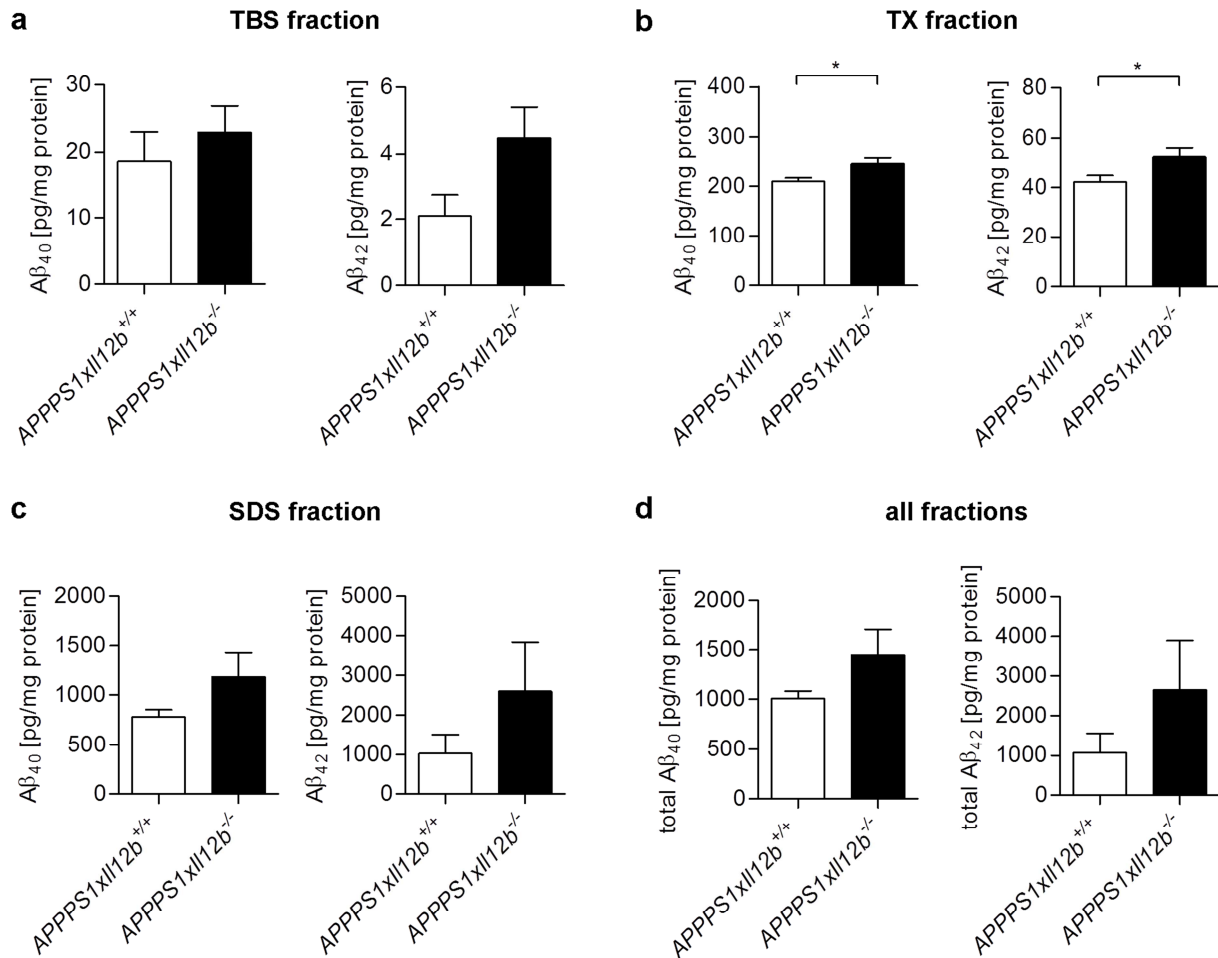 a
TBS fraction
Aβ40 [pg/mg protein]
30
20
10
0
APPPS1xIl12b+/+
APPPS1xIl12b-/-
Aβ42 [pg/mg protein]
6
4
2
0
APPPS1xIl12b+/+
APPPS1xIl12b-/-
b
TX fraction
Aβ40 [pg/mg protein]
400
300
200
100
0
*
APPPS1xIl12b+/+
APPPS1xIl12b-/-
Aβ42 [pg/mg protein]
80
60
40
20
0
*
APPPS1xIl12b+/+
APPPS1xIl12b-/-
c
SDS fraction
Aβ40 [pg/mg protein]
2000
1500
1000
500
0
APPPS1xIl12b+/+
APPPS1xIl12b-/-
Aβ42 [pg/mg protein]
5000
4000
3000
2000
1000
0
APPPS1xIl12b+/+
APPPS1xIl12b-/-
d
all fractions
total Aβ40 [pg/mg protein]
2000
1500
1000
500
0
APPPS1xIl12b+/+
APPPS1xIl12b-/-
total Aβ42 [pg/mg protein]
5000
4000
3000
2000
1000
0
APPPS1xIl12b+/+
APPPS1xIl12b-/-